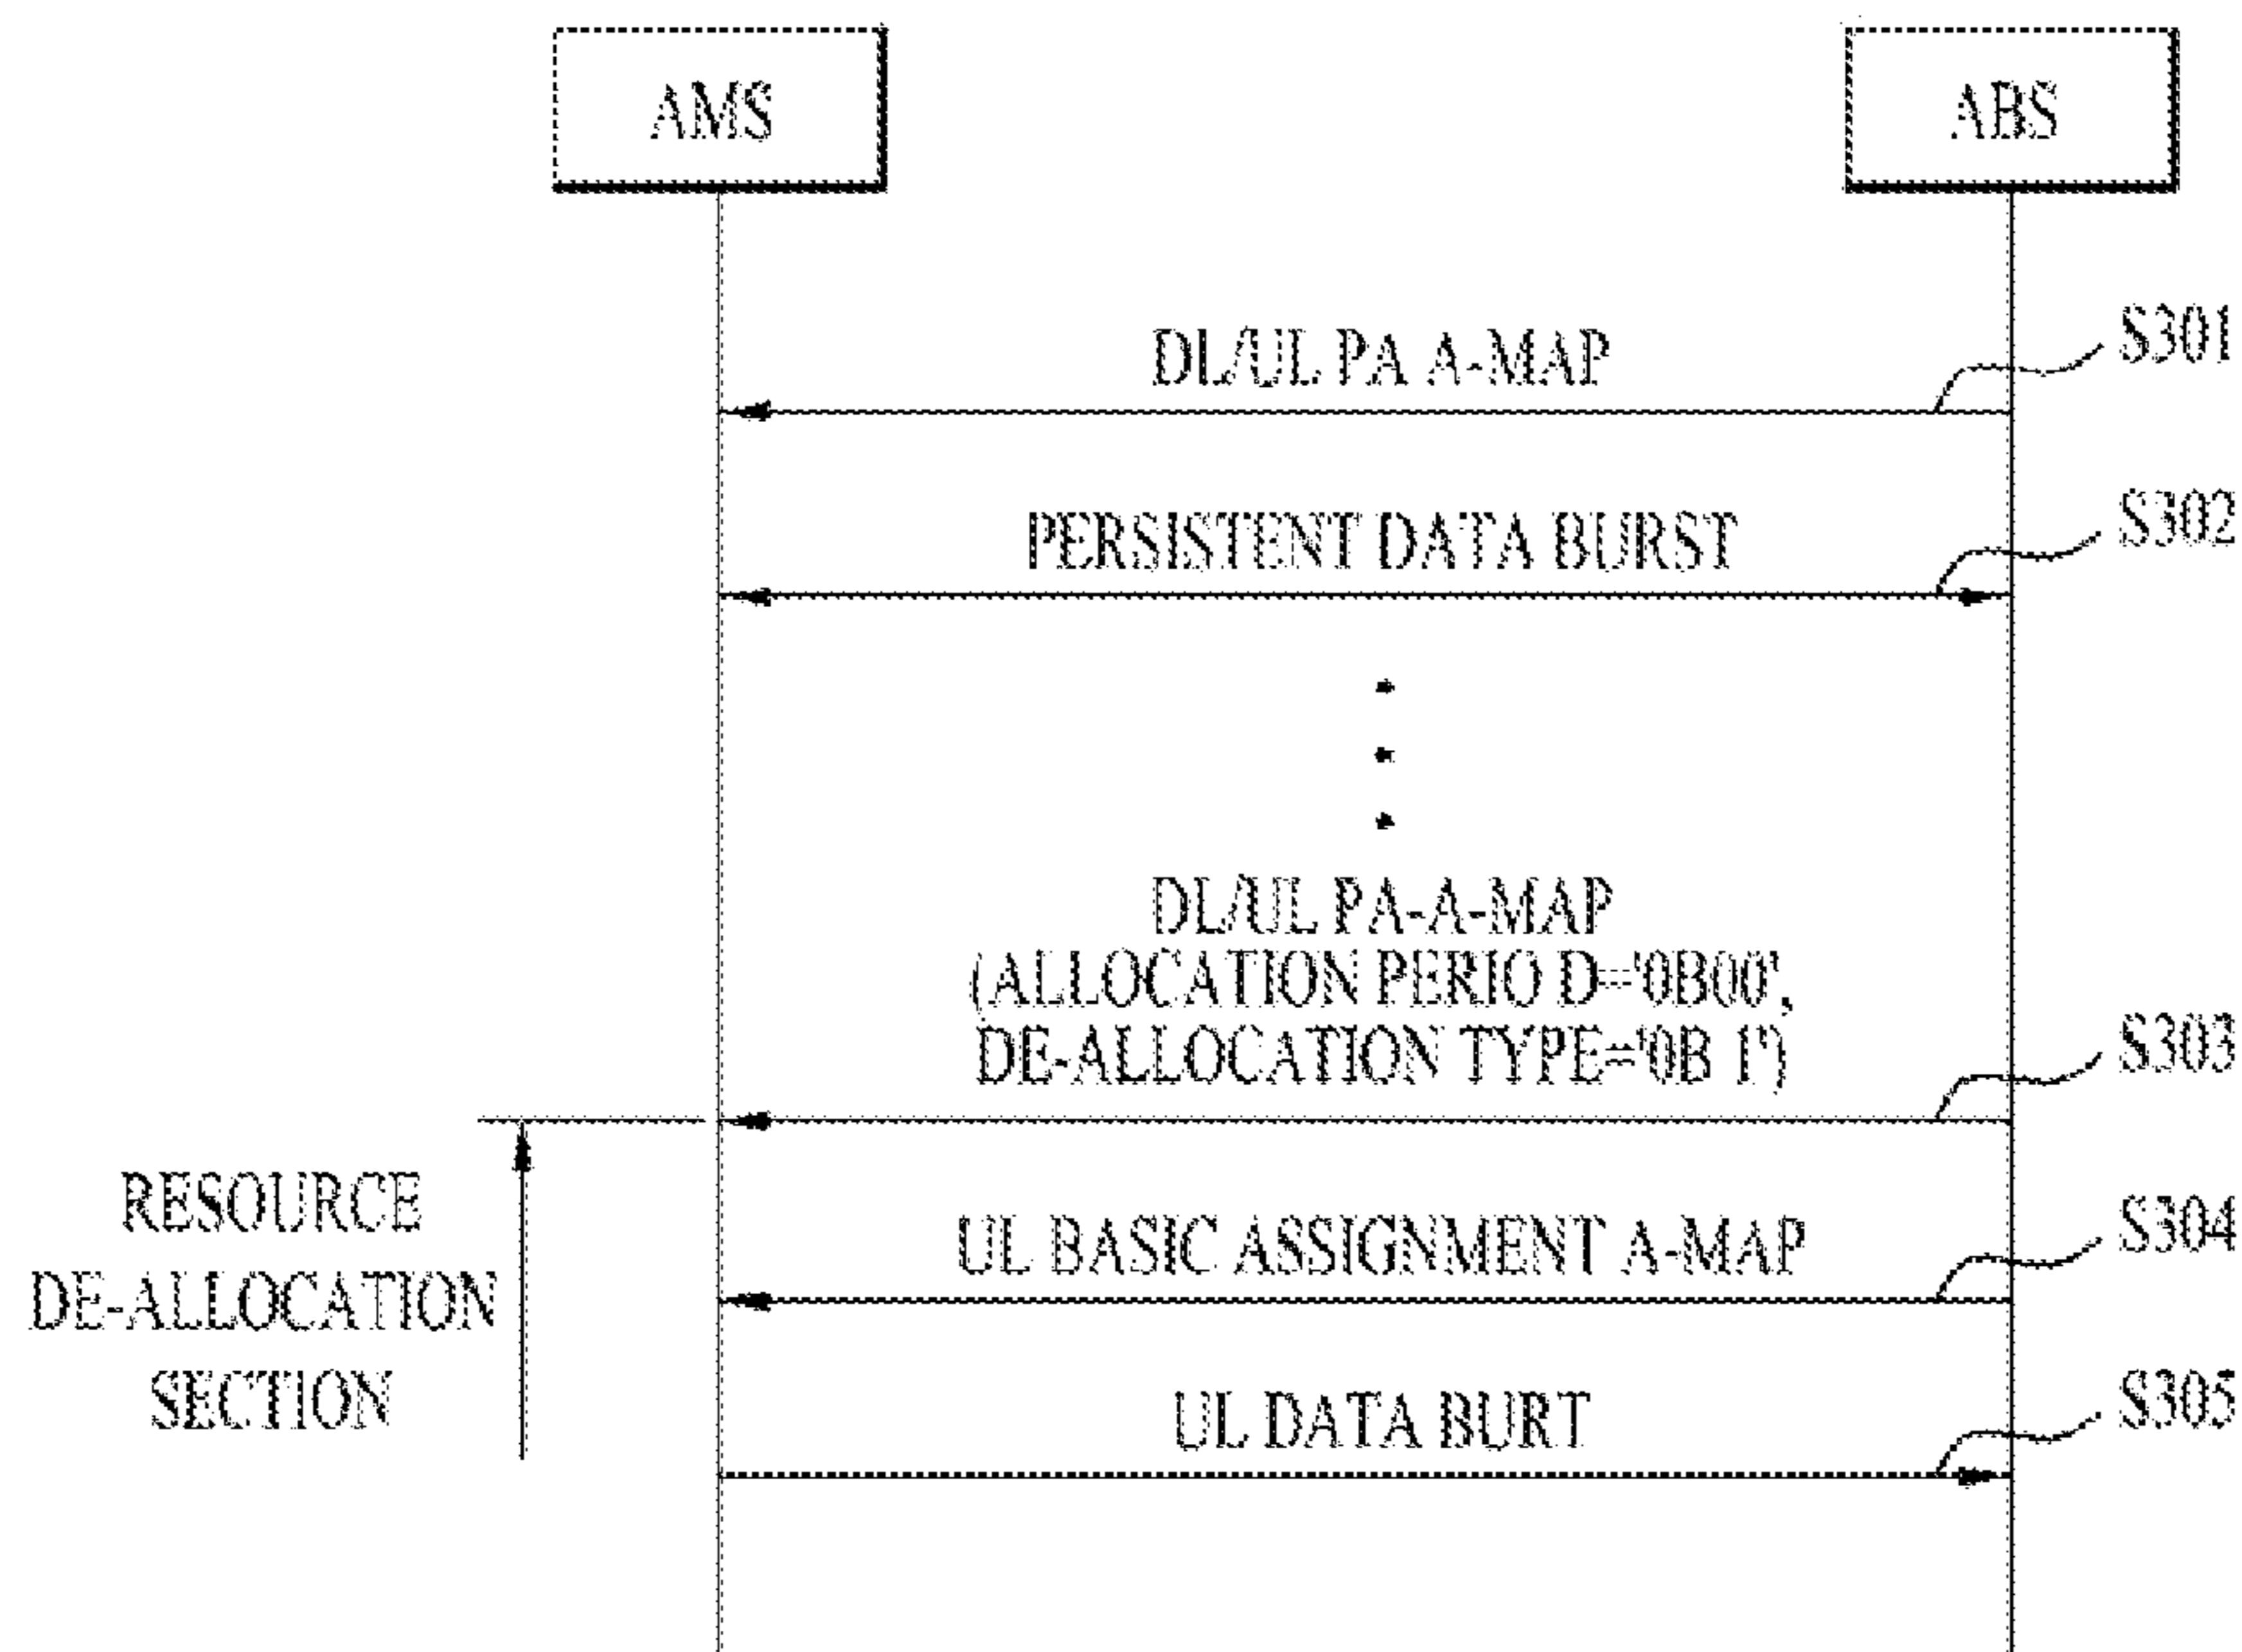 AMS
ABS
DL/UL PA A-MAP
S301
PERSISTENT DATA BURST
S302
DL/UL PA-A-MAP
(ALLOCATION PERIO D='0B00',
DE-ALLOCATION TYPE='0B 1')
S303
RESOURCE
DE-ALLOCATION
SECTION
UL BASIC ASSIGNMENT A-MAP
S304
UL DATA BURT
S305